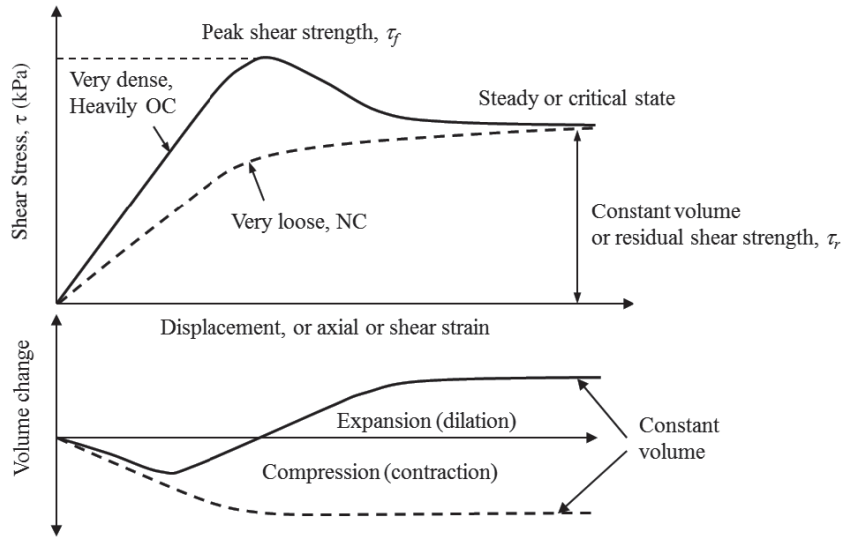 Peak shear strength, τf
Very dense,
Heavily OC
Steady or critical state
Shear Stress, τ (kPa)
Very loose, NC
Constant volume
or residual shear strength, τr
Displacement, or axial or shear strain
Volume change
Expansion (dilation)
Compression (contraction)
Constant
volume